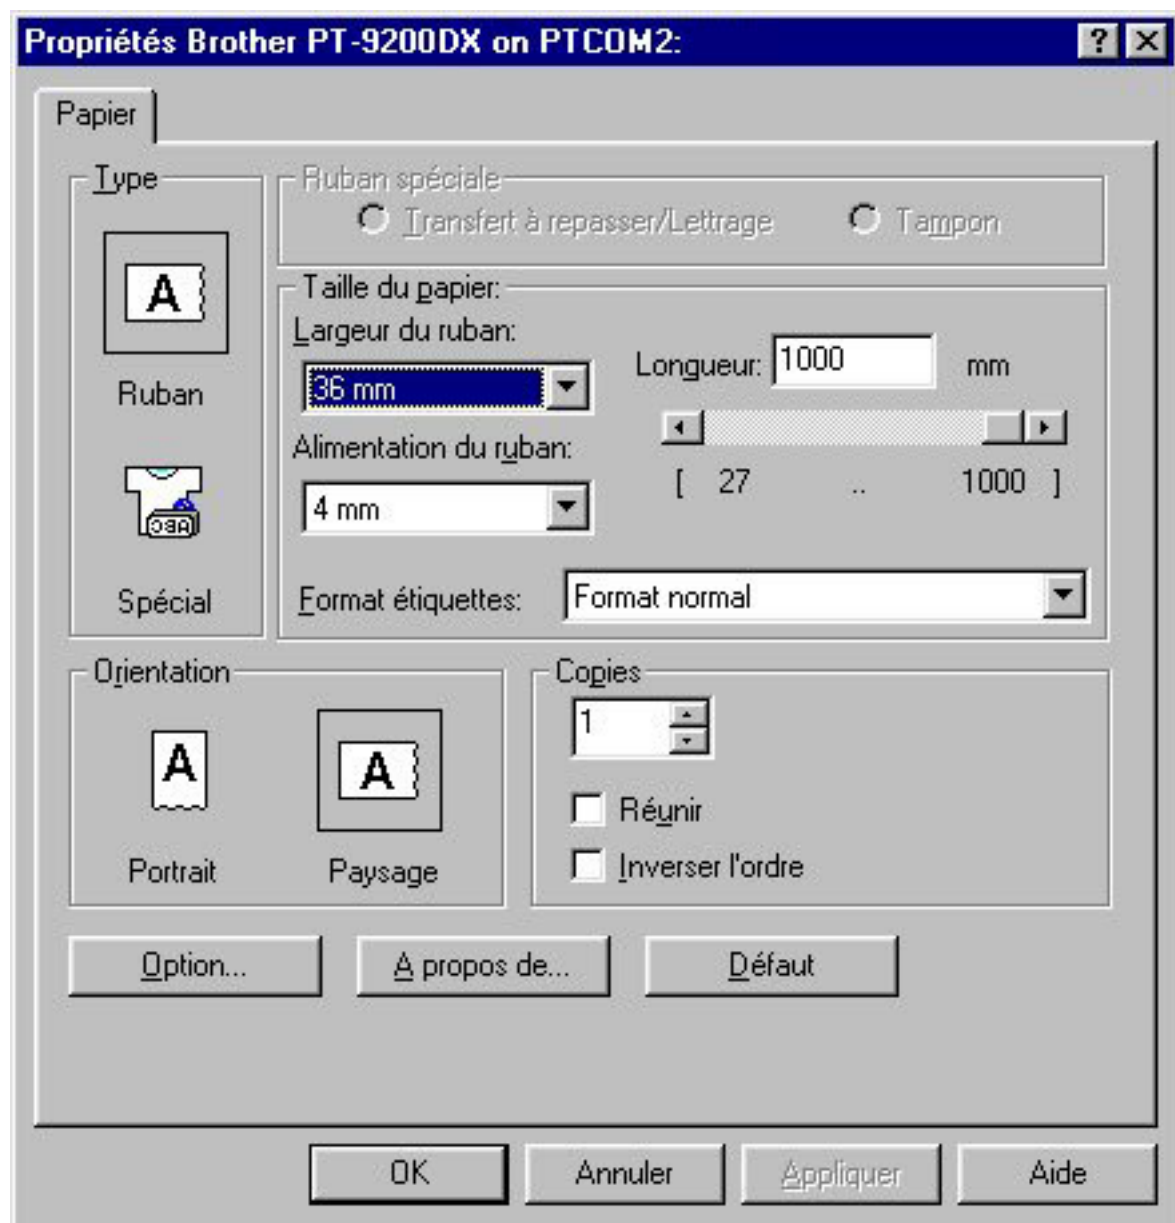 Propriétés Brother PT-9200DX on PTCOM2:
Papier
Type
A
Ruban
ABC
Spécial
Ruban spéciale
Transfert à repasser/Lettrage Tampon
Taille du papier:
Largeur du ruban:
36 mm
Longueur: 1000 mm
[ 27 .. 1000 ]
Alimentation du ruban:
4 mm
Format étiquettes: Format normal
Orientation
A A
Portrait Paysage
Copies
1
Réunir
Inverser l'ordre
Option... A propos de... Défaut
OK Annuler Appliquer Aide